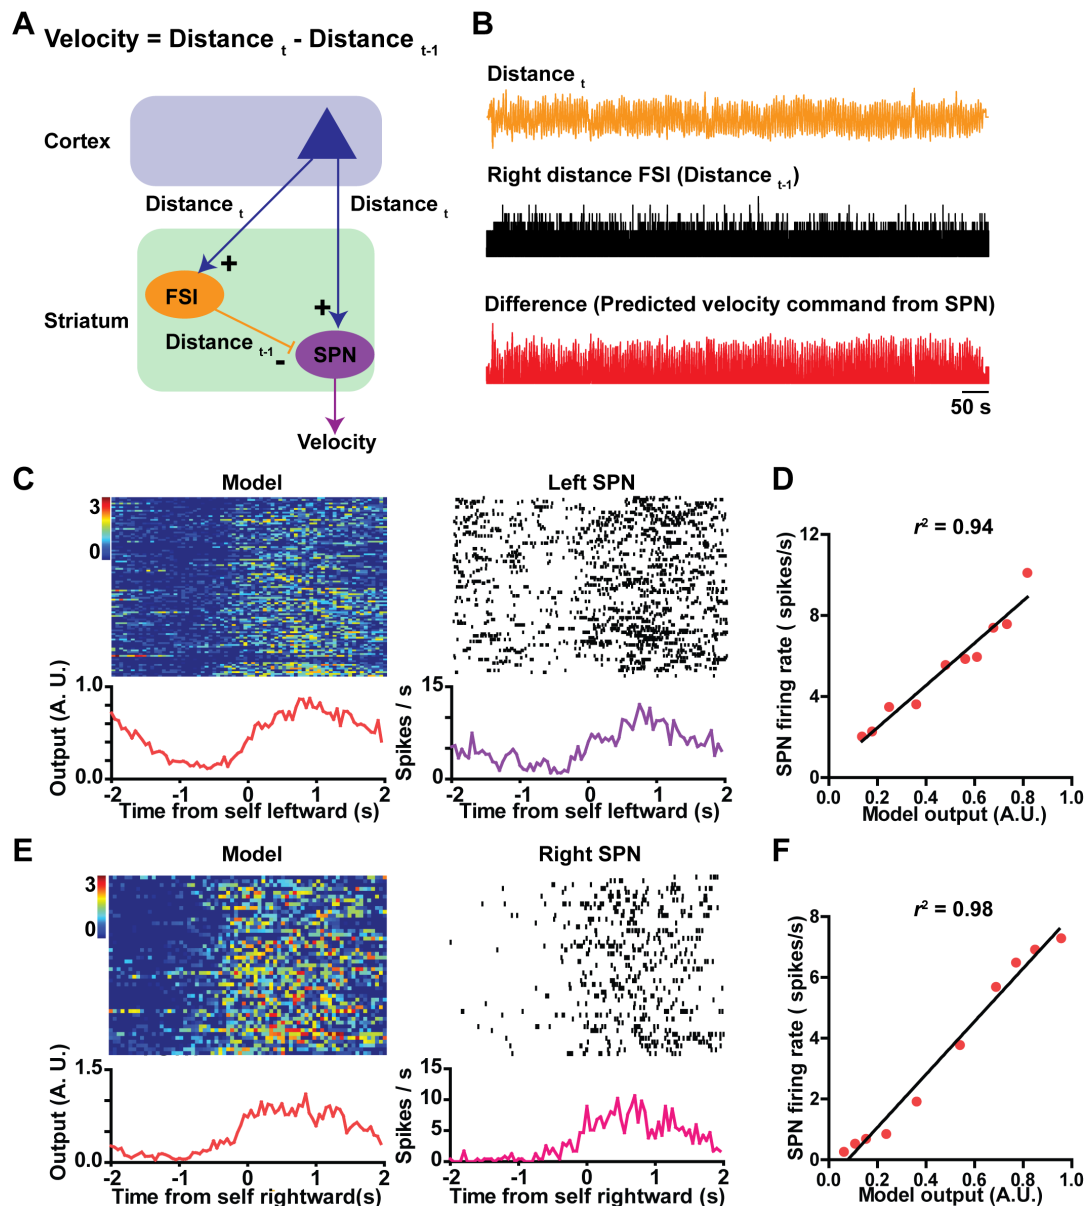 A
Velocity = Distance t - Distance t-1
Cortex
Distance t
Distance t
+
FSI
+
Striatum
Distance t-1
-
SPN
Velocity
B
Distance t
Right distance FSI (Distance t-1)
Difference (Predicted velocity command from SPN)
50 s
C
Model
3
0
Output (A. U.)
1.0
0.0
-2 -1 0 1 2
Time from self leftward (s)
Left SPN
Spikes / s
15
0
-2 -1 0 1 2
Time from self leftward (s)
D
r2 = 0.94
SPN firing rate ( spikes/s)
12
8
4
0
0.0 0.2 0.4 0.6 0.8 1.0
Model output (A.U.)
E
Model
3
0
Output (A. U.)
1.5
0.0
-2 -1 0 1 2
Time from self rightward(s)
Right SPN
Spikes / s
15
10
5
0
-2 -1 0 1 2
Time from self rightward (s)
F
r2 = 0.98
SPN firing rate ( spikes/s)
8
6
4
2
0
0.0 0.2 0.4 0.6 0.8 1.0
Model output (A.U.)